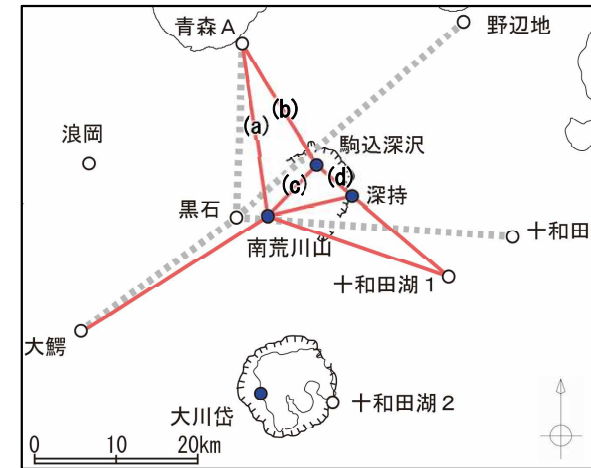 青森A
野辺地
(b)
(a)
駒込深沢
浪岡
(c)
(d)
深持
黒石
南荒川山
十和田
十和田湖1
大鰐
大川岱
十和田湖2
0 10 20km